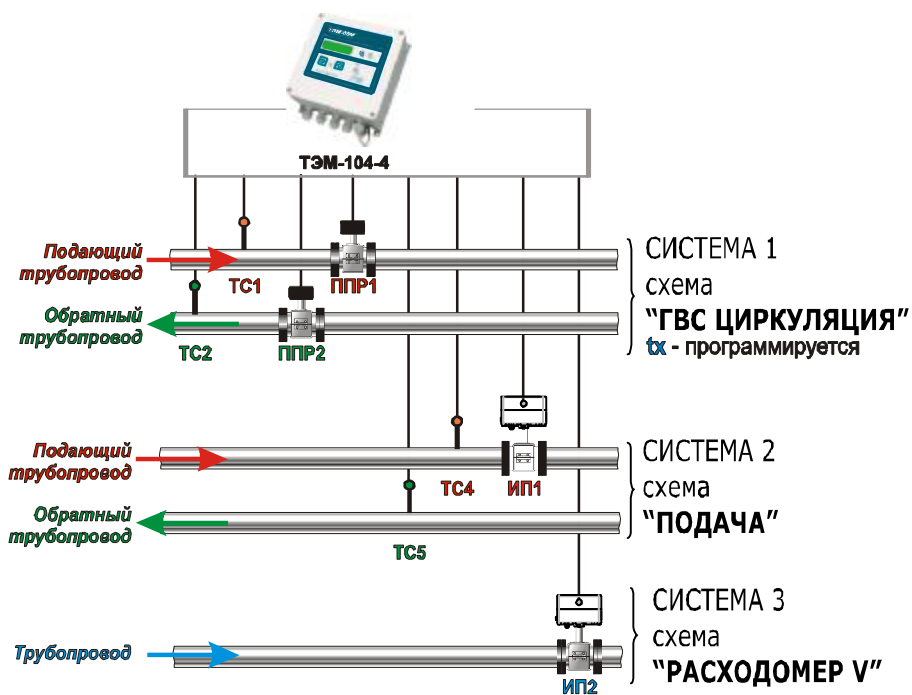 ТЭМ-104-4
Подающий
трубопровод
ТС1
ППР1
СИСТЕМА 1
схема
“ГВС ЦИРКУЛЯЦИЯ”
tx - программируется
Обратный
трубопровод
ТС2
ППР2
Подающий
трубопровод
ТС4
ИП1
СИСТЕМА 2
схема
“ПОДАЧА”
Обратный
трубопровод
ТС5
СИСТЕМА 3
схема
“РАСХОДОМЕР V”
Трубопровод
ИП2